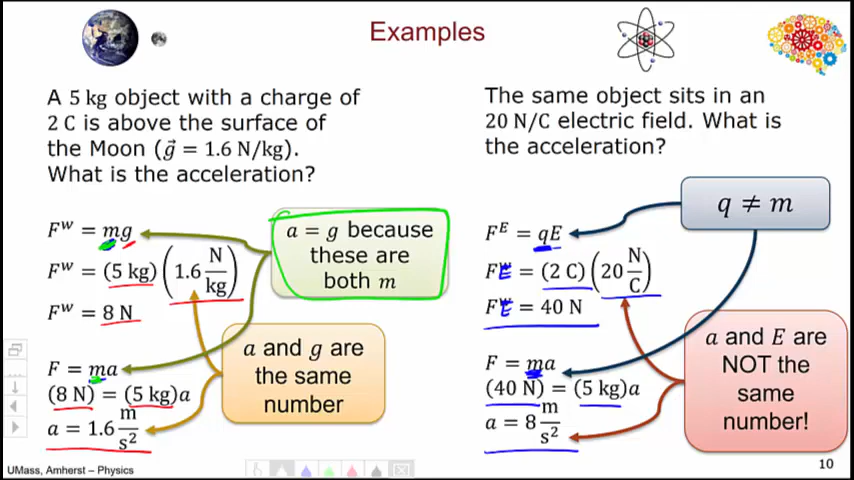 Examples
A 5 kg object with a charge of
2 C is above the surface of
the Moon (g⃗ = 1.6 N/kg).
What is the acceleration?
F^W = mg
F^W = (5 kg) (1.6 N/kg)
F^W = 8 N
F = ma
(8 N) = (5 kg)a
a = 1.6 m/s²
a = g because
these are
both m
a and g are
the same
number
The same object sits in an
20 N/C electric field. What is
the acceleration?
F^E = qE
F^E = (2 C) (20 N/C)
F^E = 40 N
F = ma
(40 N) = (5 kg)a
a = 8 m/s²
q ≠ m
a and E are
NOT the
same
number!
UMass, Amherst – Physics
10